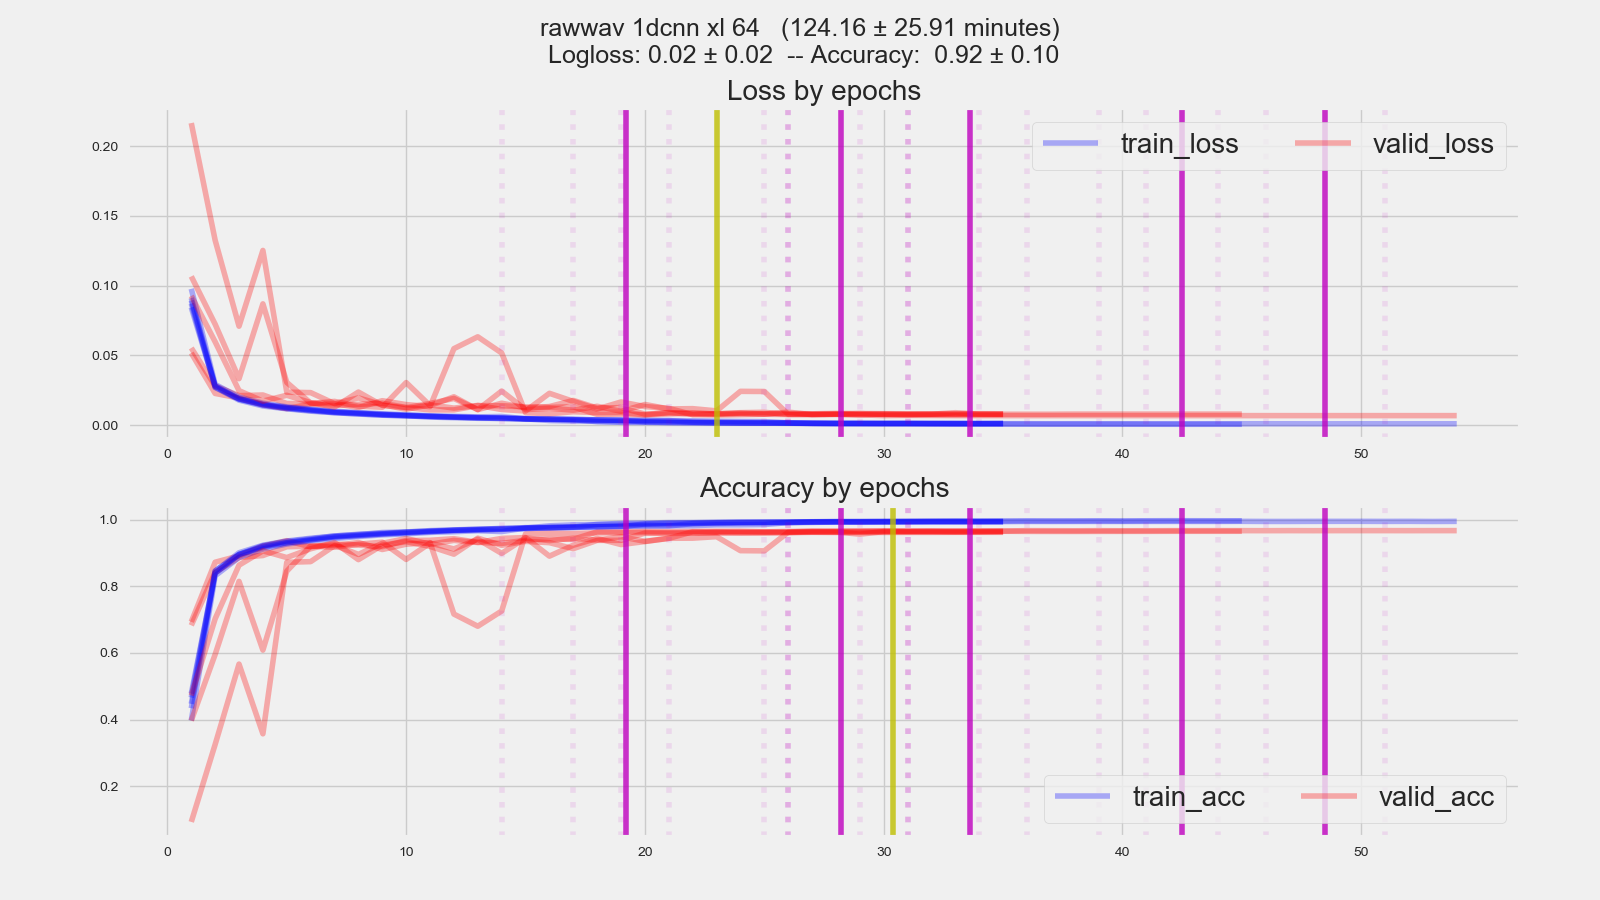 rawwav 1dcnn xl 64   (124.16 ± 25.91 minutes)
Logloss: 0.02 ± 0.02  -- Accuracy:  0.92 ± 0.10
Loss by epochs
train_loss valid_loss
0.20
0.15
0.10
0.05
0.00
0 10 20 30 40 50
Accuracy by epochs
1.0
0.8
0.6
0.4
0.2
train_acc valid_acc
0 10 20 30 40 50